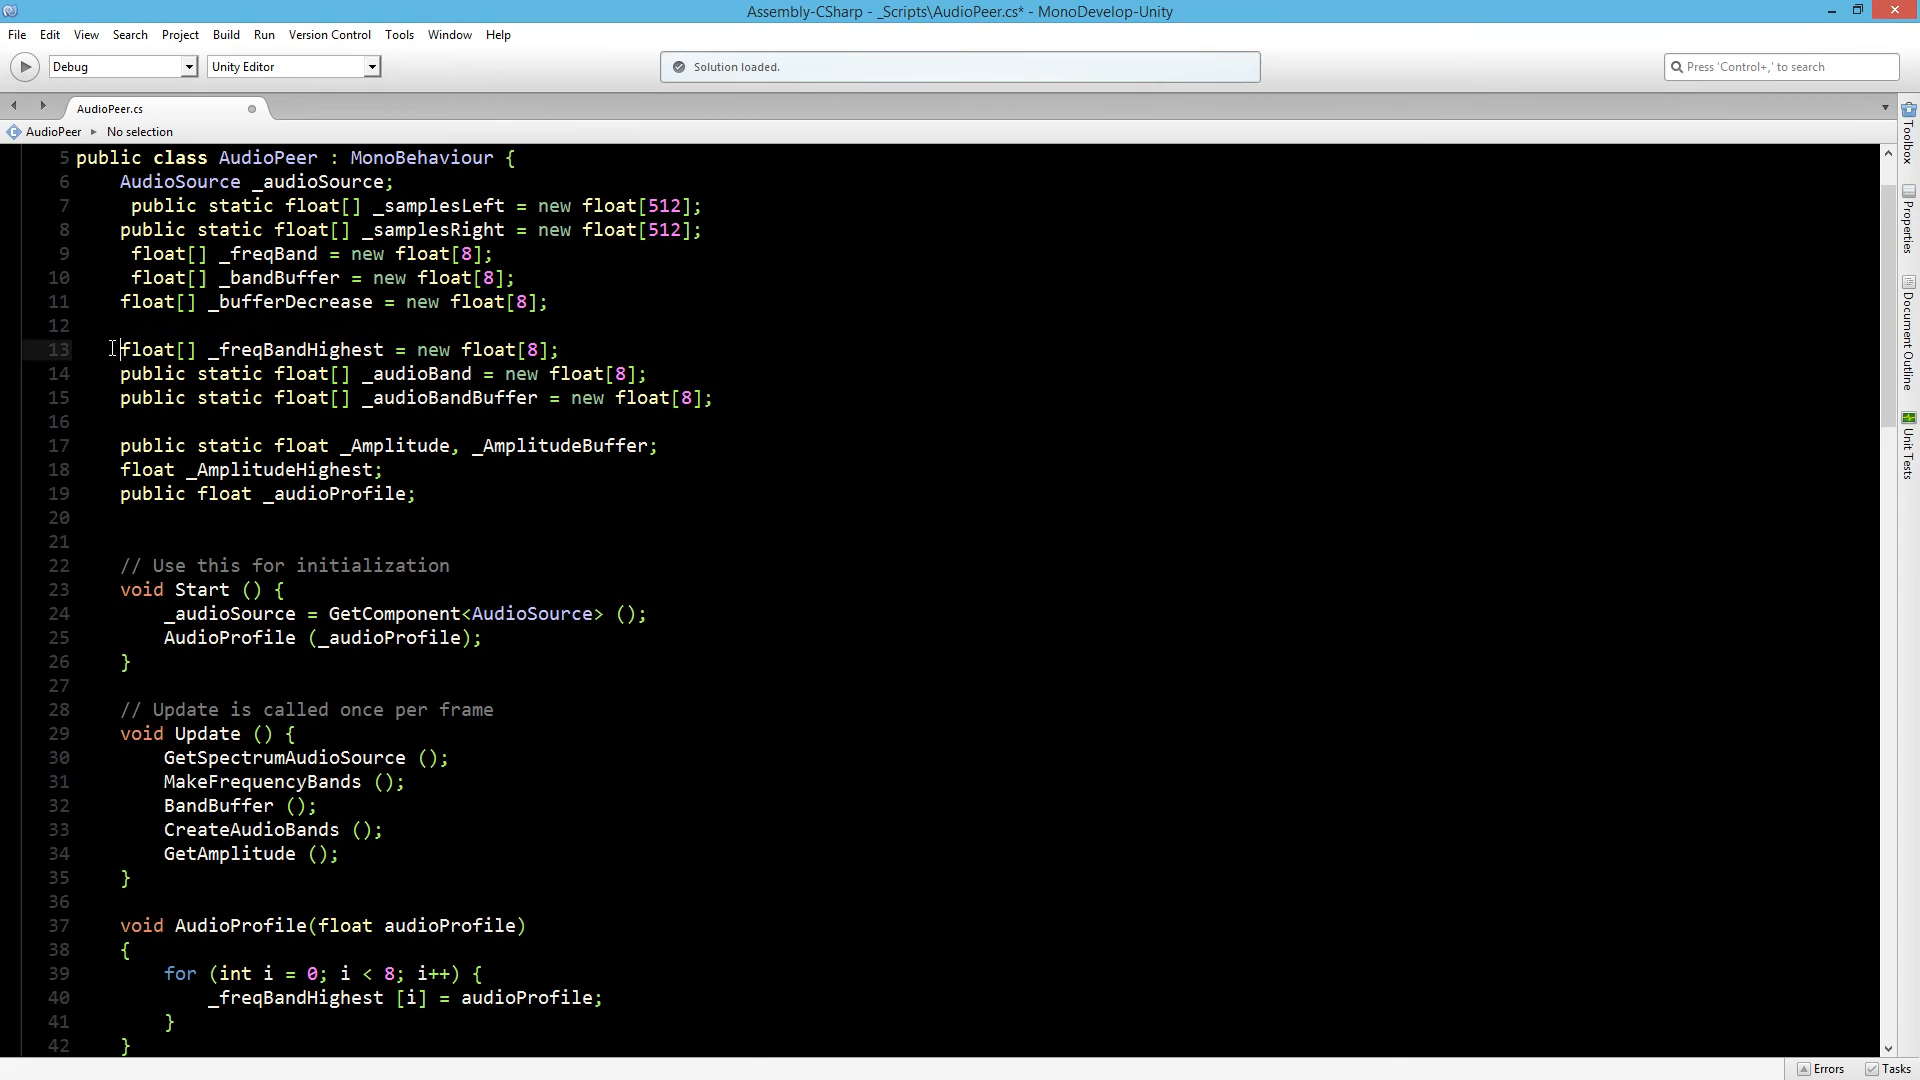 Assembly-CSharp - _Scripts\AudioPeer.cs* - MonoDevelop-Unity
File Edit View Search Project Build Run Version Control Tools Window Help
Debug Unity Editor Solution loaded. Press 'Control+,' to search
AudioPeer.cs
AudioPeer No selection
5 public class AudioPeer : MonoBehaviour {
6 AudioSource _audioSource;
7 public static float[] _samplesLeft = new float[512];
8 public static float[] _samplesRight = new float[512];
9 float[] _freqBand = new float[8];
10 float[] _bandBuffer = new float[8];
11 float[] _bufferDecrease = new float[8];
12
13 float[] _freqBandHighest = new float[8];
14 public static float[] _audioBand = new float[8];
15 public static float[] _audioBandBuffer = new float[8];
16
17 public static float _Amplitude, _AmplitudeBuffer;
18 float _AmplitudeHighest;
19 public float _audioProfile;
20
21
22 // Use this for initialization
23 void Start () {
24 _audioSource = GetComponent<AudioSource> ();
25 AudioProfile (_audioProfile);
26 }
27
28 // Update is called once per frame
29 void Update () {
30 GetSpectrumAudioSource ();
31 MakeFrequencyBands ();
32 BandBuffer ();
33 CreateAudioBands ();
34 GetAmplitude ();
35 }
36
37 void AudioProfile(float audioProfile)
38 {
39 for (int i = 0; i < 8; i++) {
40 _freqBandHighest [i] = audioProfile;
41 }
42 }
Toolbox
Properties
Document Outline
Unit Tests
Errors Tasks